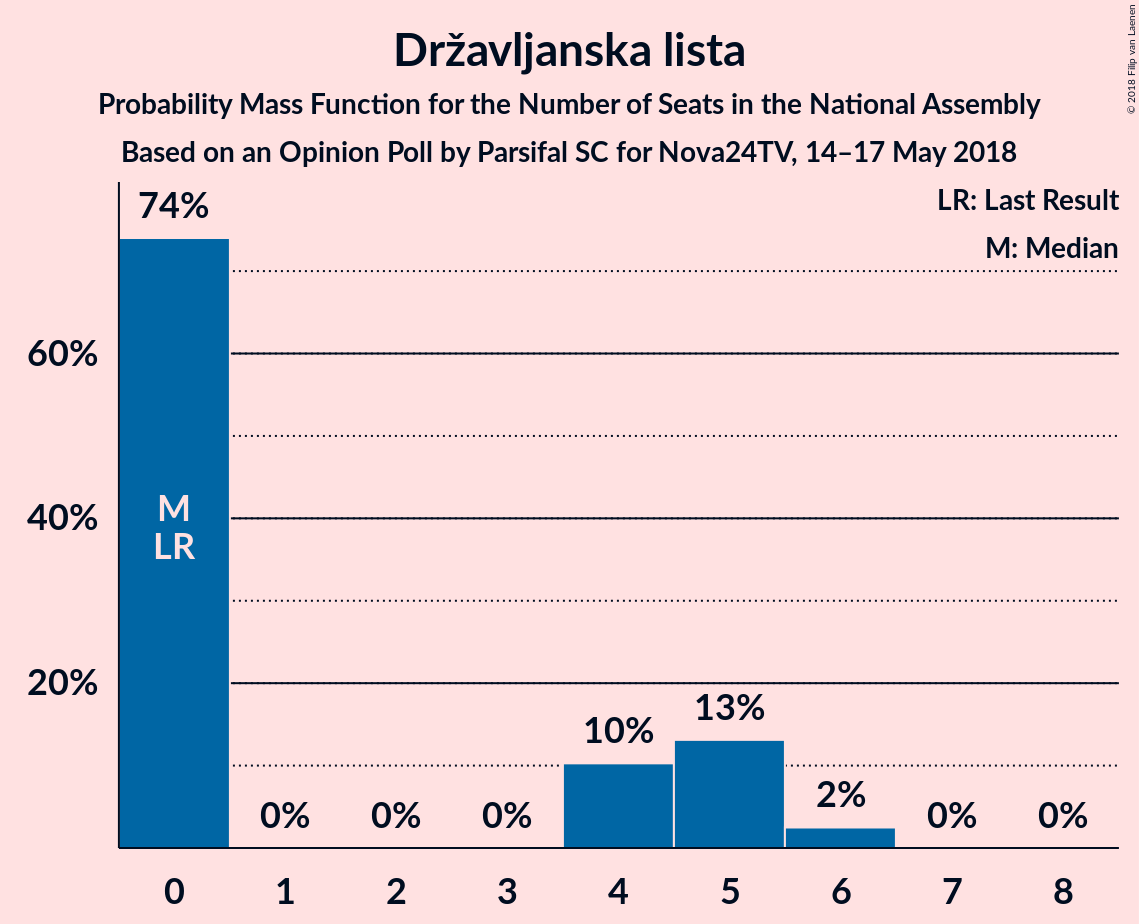 Državljanska lista
Probability Mass Function for the Number of Seats in the National Assembly
Based on an Opinion Poll by Parsifal SC for Nova24TV, 14–17 May 2018
© 2018 Filip van Laenen
LR: Last Result
M: Median
74%
60%
40%
20%
M
LR
0%
0%
0%
10%
13%
2%
0%
0%
0
1
2
3
4
5
6
7
8